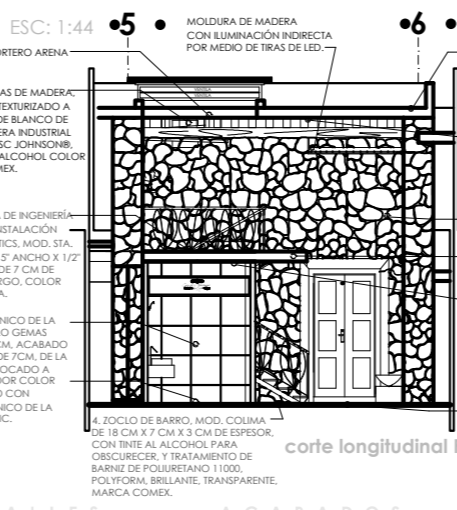 ESC: 1:44
5
6
MOLDURA DE MADERA
CON ILUMINACIÓN INDIRECTA
POR MEDIO DE TIRAS DE LED.
ORTERO ARENA
AS DE MADERA,
TEXTURIZADO A
DE BLANCO DE
ERA INDUSTRIAL
SC JOHNSON®,
ALCOHOL COLOR
MEX.
DE INGENIERÍA
NSTALACIÓN
TICS, MOD. STA.
5" ANCHO X 1/2"
DE 7 CM DE
RGO, COLOR
A.
NICO DE LA
O GEMAS
CM, ACABADO
DE 7CM, DE LA
OCADO A
DOR COLOR
O CON
NICO DE LA
IC.
4. ZOCLO DE BARRO, MOD. COLIMA
DE 18 CM X 7 CM X 3 CM DE ESPESOR,
CON TINTE AL ALCOHOL PARA
OBSCURECER, Y TRATAMIENTO DE
BARNIZ DE POLIURETANO 11000,
POLYFORM, BRILLANTE, TRANSPARENTE,
MARCA COMEX.
corte longitudinal